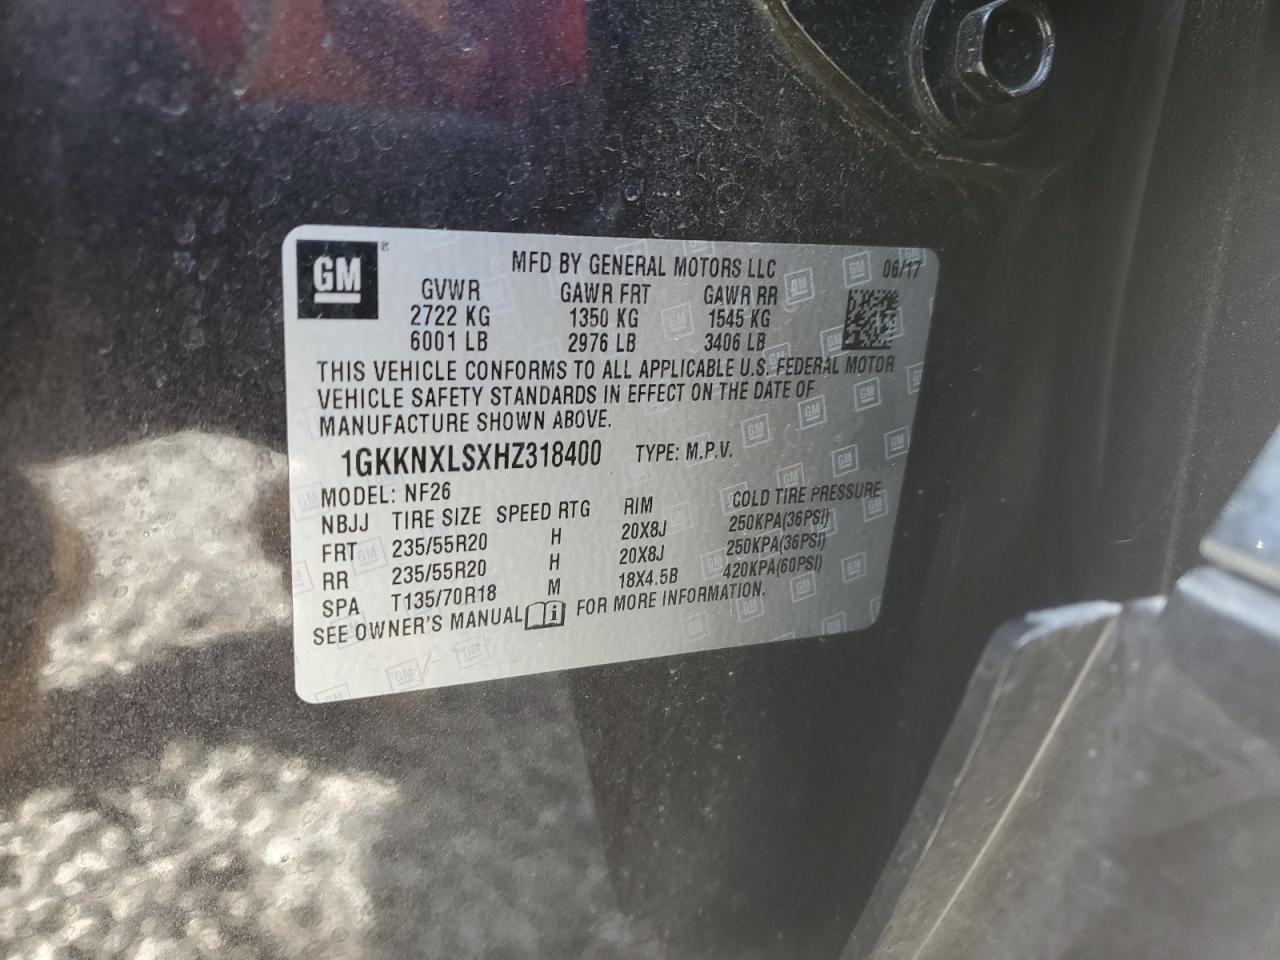 GM ®
MFD BY GENERAL MOTORS LLC 06/17
GVWR GAWR FRT GAWR RR
2722 KG 1350 KG 1545 KG
6001 LB 2976 LB 3406 LB
THIS VEHICLE CONFORMS TO ALL APPLICABLE U.S. FEDERAL MOTOR
VEHICLE SAFETY STANDARDS IN EFFECT ON THE DATE OF
MANUFACTURE SHOWN ABOVE.
1GKKNXLSXHZ318400 TYPE: M.P.V.
MODEL: NF26
NBJJ TIRE SIZE SPEED RTG RIM COLD TIRE PRESSURE
FRT 235/55R20 H 20X8J 250KPA(36PSI)
RR 235/55R20 H 20X8J 250KPA(36PSI)
SPA T135/70R18 M 18X4.5B 420KPA(60PSI)
SEE OWNER'S MANUAL FOR MORE INFORMATION.